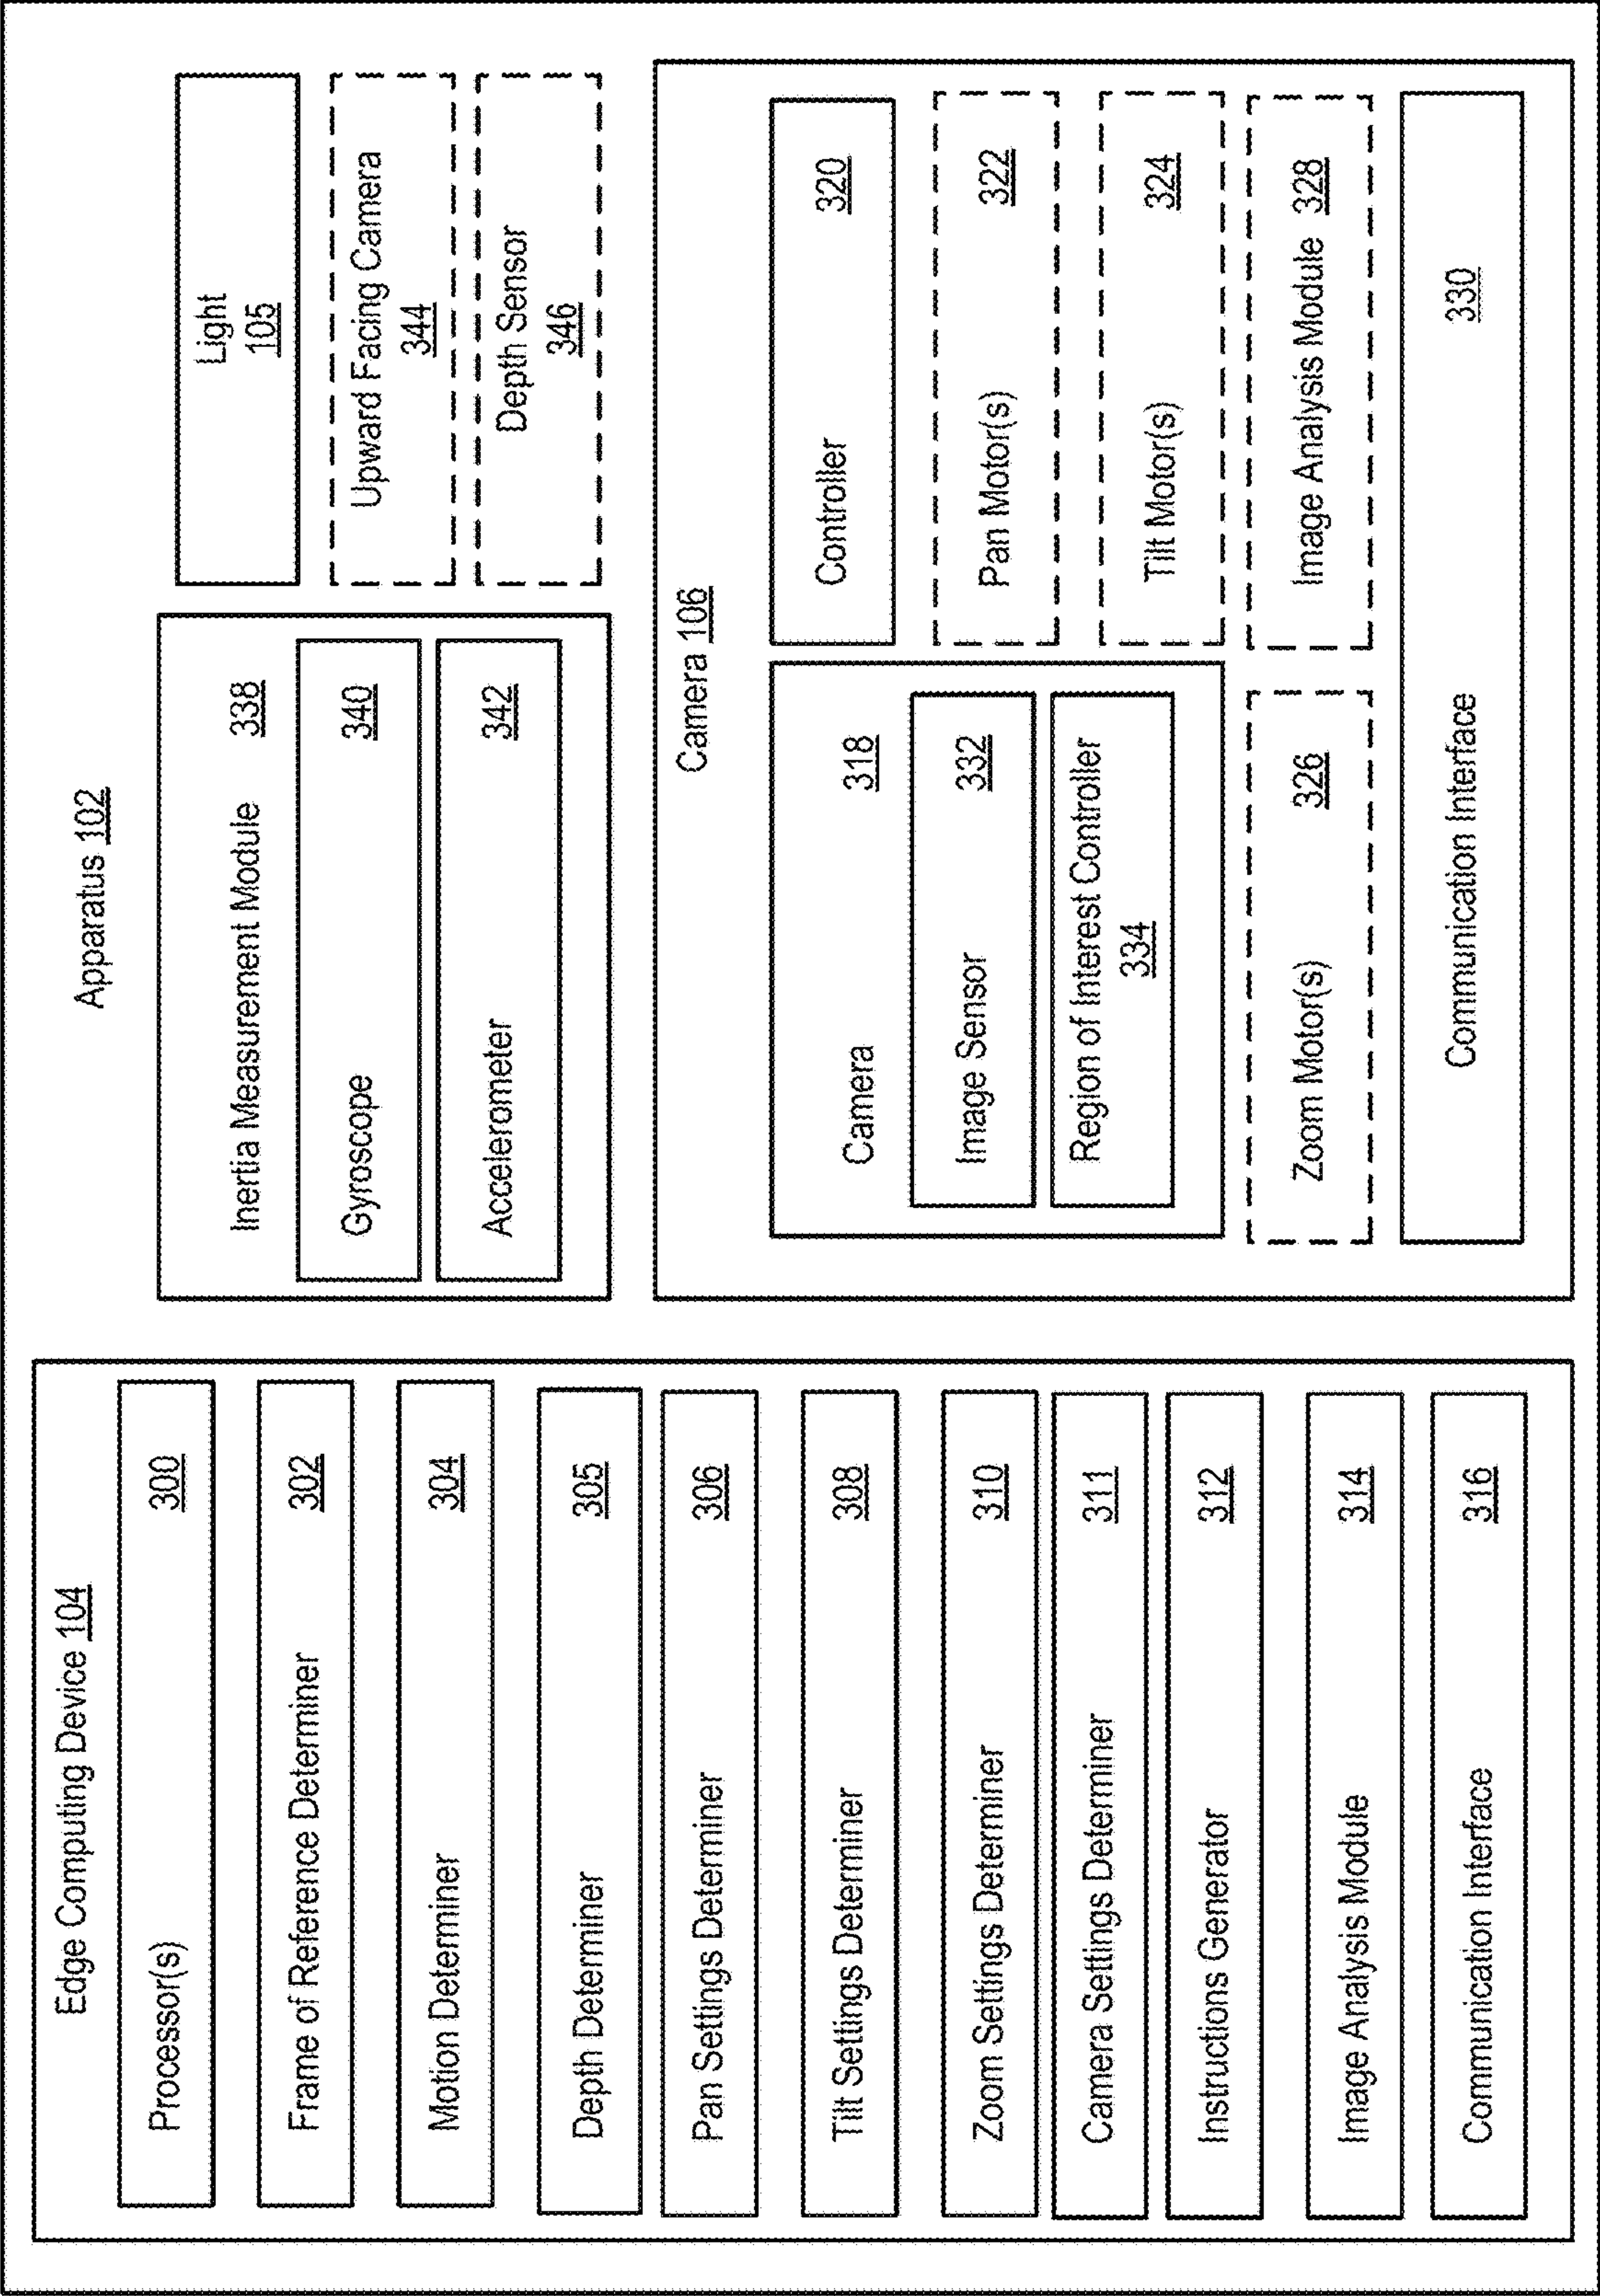 Apparatus 102
Edge Computing Device 104
Processor(s) 300
Frame of Reference Determiner 302
Motion Determiner 304
Depth Determiner 305
Pan Settings Determiner 306
Tilt Settings Determiner 308
Zoom Settings Determiner 310
Camera Settings Determiner 311
Instructions Generator 312
Image Analysis Module 314
Communication Interface 316
Inertia Measurement Module 338
Gyroscope 340
Accelerometer 342
Light
105
Upward Facing Camera
344
Depth Sensor
346
Camera 106
Camera 318
Image Sensor 332
Region of Interest Controller
334
Controller 320
Pan Motor(s) 322
Tilt Motor(s) 324
Zoom Motor(s) 326
Image Analysis Module 328
Communication Interface 330